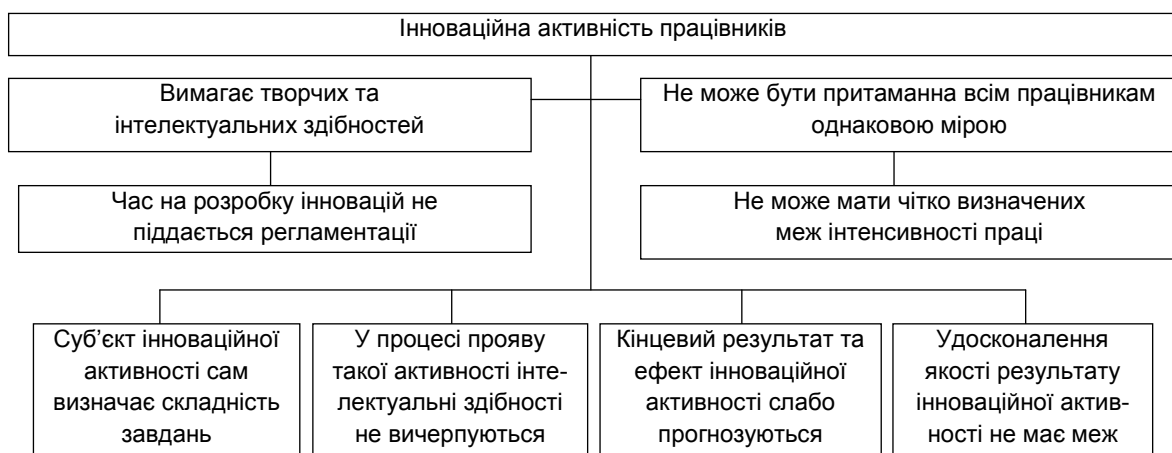 Інноваційна активність працівників
Вимагає творчих та
інтелектуальних здібностей
Не може бути притаманна всім працівникам
однаковою мірою
Час на розробку інновацій не
піддається регламентації
Не може мати чітко визначених
меж інтенсивності праці
Суб’єкт інноваційної
активності сам
визначає складність
завдань
У процесі прояву
такої активності інте-
лектуальні здібності
не вичерпуються
Кінцевий результат та
ефект інноваційної
активності слабо
прогнозуються
Удосконалення
якості результату
інноваційної актив-
ності не має меж